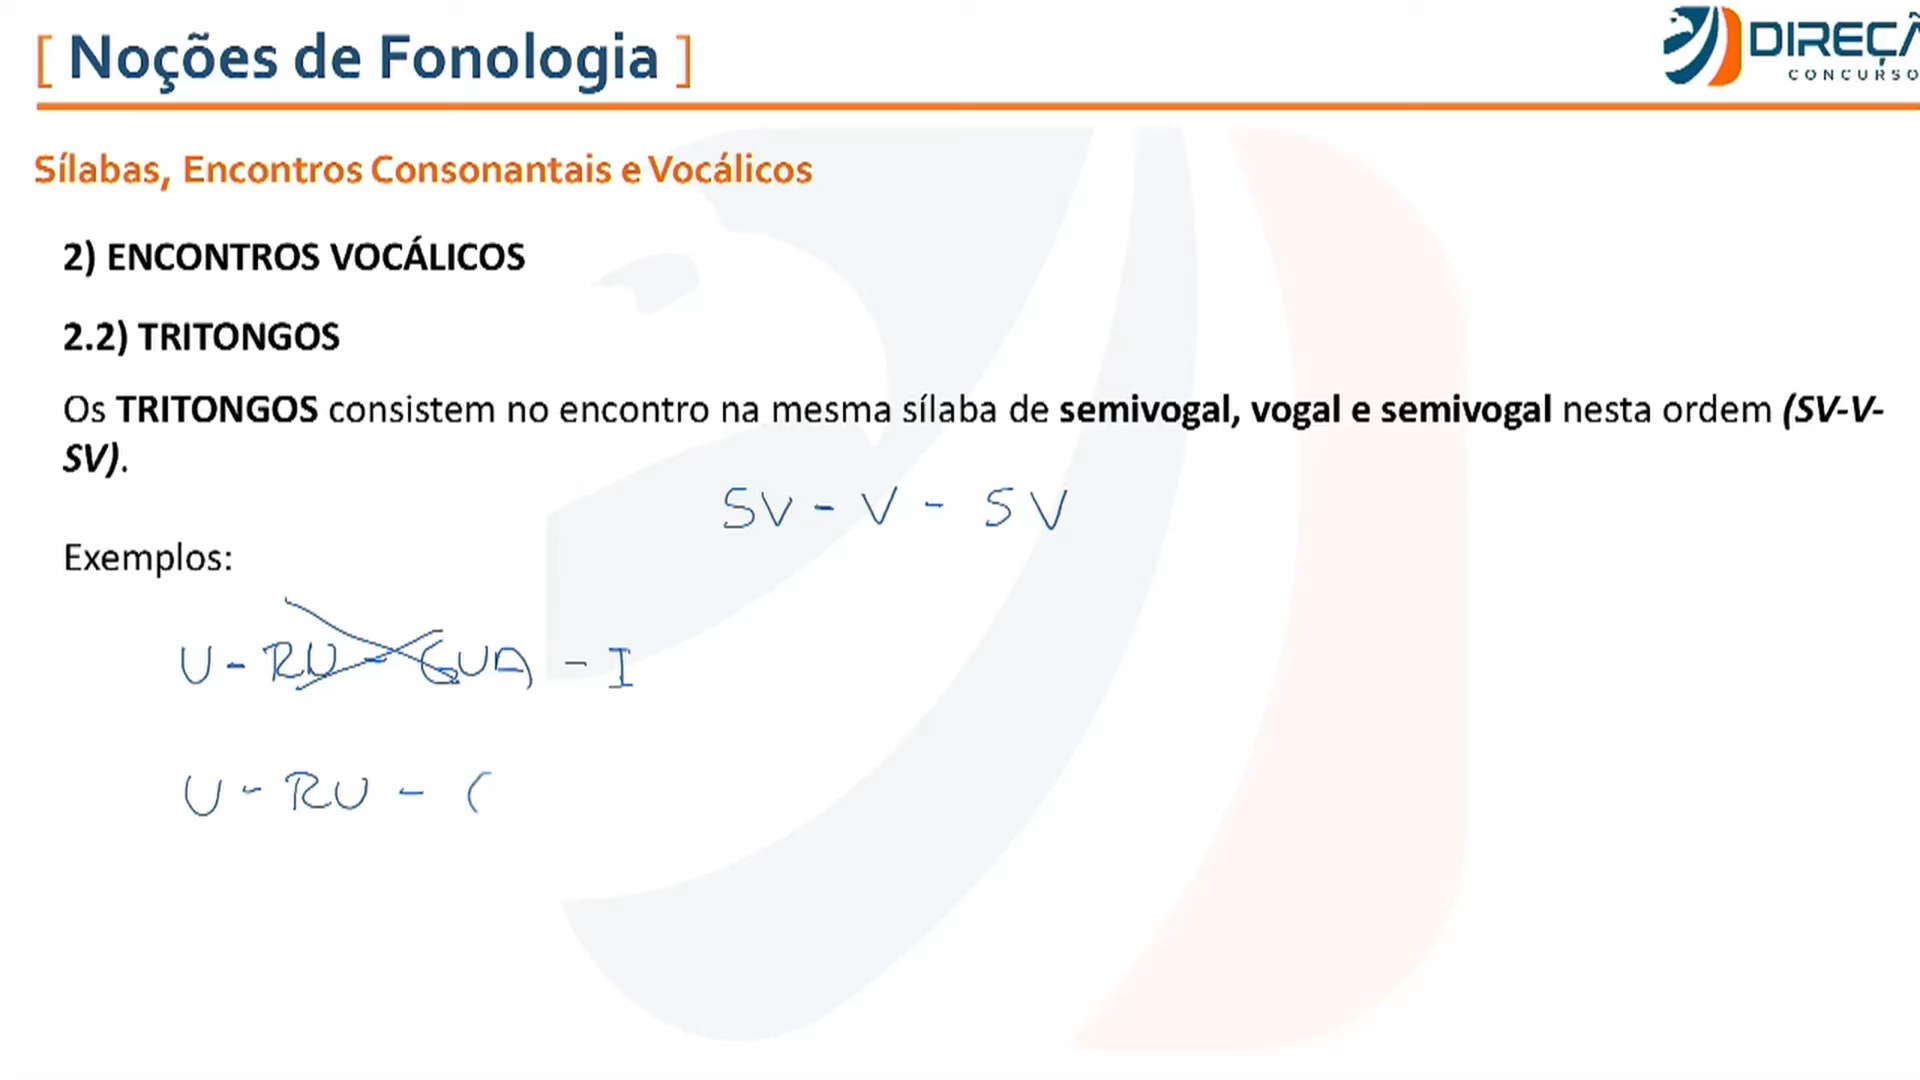 [ Noções de Fonologia ]
DIREÇÃ
CONCURSO
Sílabas, Encontros Consonantais e Vocálicos
2) ENCONTROS VOCÁLICOS
2.2) TRITONGOS
Os TRITONGOS consistem no encontro na mesma sílaba de semivogal, vogal e semivogal nesta ordem (SV-V-
SV).
SV - V - SV
Exemplos:
U - RU - GUA - I
U - RU - (